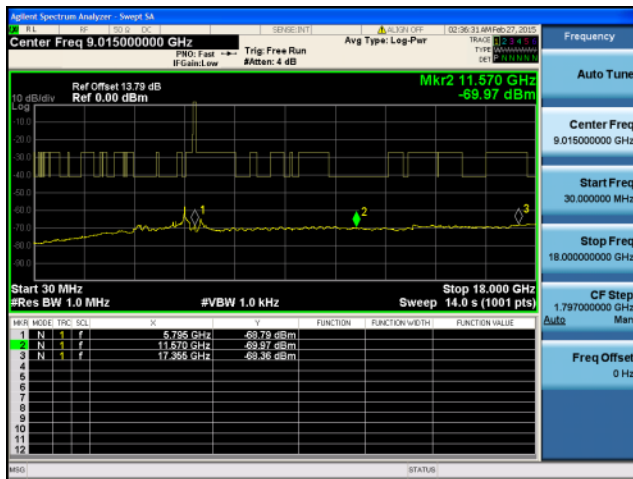 Agilent Spectrum Analyzer - Swept SA
RL RF 50 Ω DC SENSE:INT ALIGN OFF 02:36:31 AM Feb 27, 2015
Center Freq 9.015000000 GHz
PNO: Fast
IFGain:Low
Trig: Free Run
#Atten: 4 dB
Avg Type: Log-Pwr
TRACE 1 2 3 4 5 6
TYPE
DET P N N N N N
Ref Offset 13.79 dB
Ref 0.00 dBm
Mkr2 11.570 GHz
-69.97 dBm
10 dB/div
Log
-10.0
-20.0
-30.0
-40.0
-50.0
-60.0
-70.0
-80.0
-90.0
1
2
3
Start 30 MHz
#Res BW 1.0 MHz
#VBW 1.0 kHz
Stop 18.000 GHz
Sweep 14.0 s (1001 pts)
MKR MODE TRC SCL X Y FUNCTION FUNCTION WIDTH FUNCTION VALUE
1 N 1 f 5.795 GHz -68.79 dBm
2 N 1 f 11.570 GHz -69.97 dBm
3 N 1 f 17.355 GHz -68.36 dBm
4
5
6
7
8
9
10
11
12
MSG STATUS
Frequency
Auto Tune
Center Freq
9.015000000 GHz
Start Freq
30.000000 MHz
Stop Freq
18.000000000 GHz
CF Step
1.797000000 GHz
Auto Man
Freq Offset
0 Hz